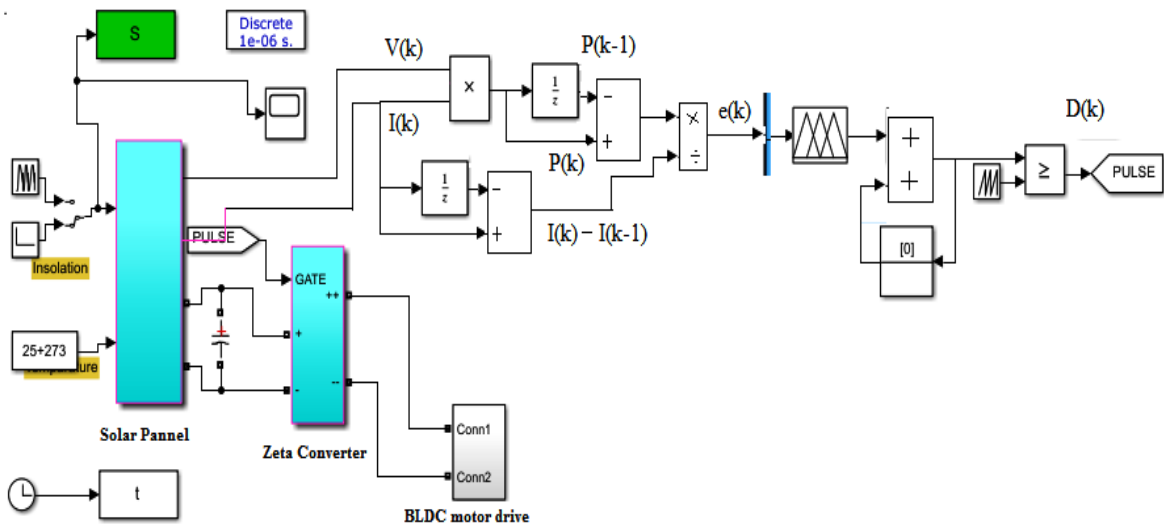 S
Discrete
1e-06 s.
V(k)
P(k-1)
I(k)
×
1
z
−
+
P(k)
×
÷
e(k)
+
+
D(k)
≥
PULSE
1
z
−
+
I(k) − I(k-1)
[0]
Insolation
PULSE
GATE
++
+
--
-
+
25+273
Solar Pannel
Zeta Converter
Conn1
Conn2
BLDC motor drive
t